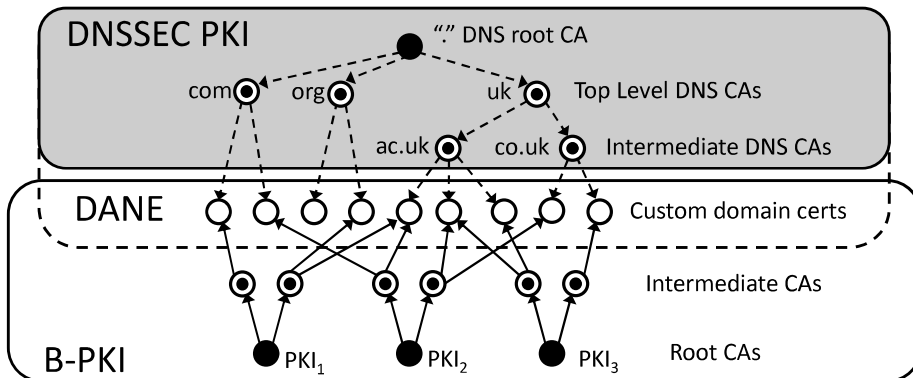 DNSSEC PKI
“.” DNS root CA
com
org
uk
Top Level DNS CAs
ac.uk
co.uk
Intermediate DNS CAs
DANE
Custom domain certs
Intermediate CAs
B-PKI
PKI1
PKI2
PKI3
Root CAs